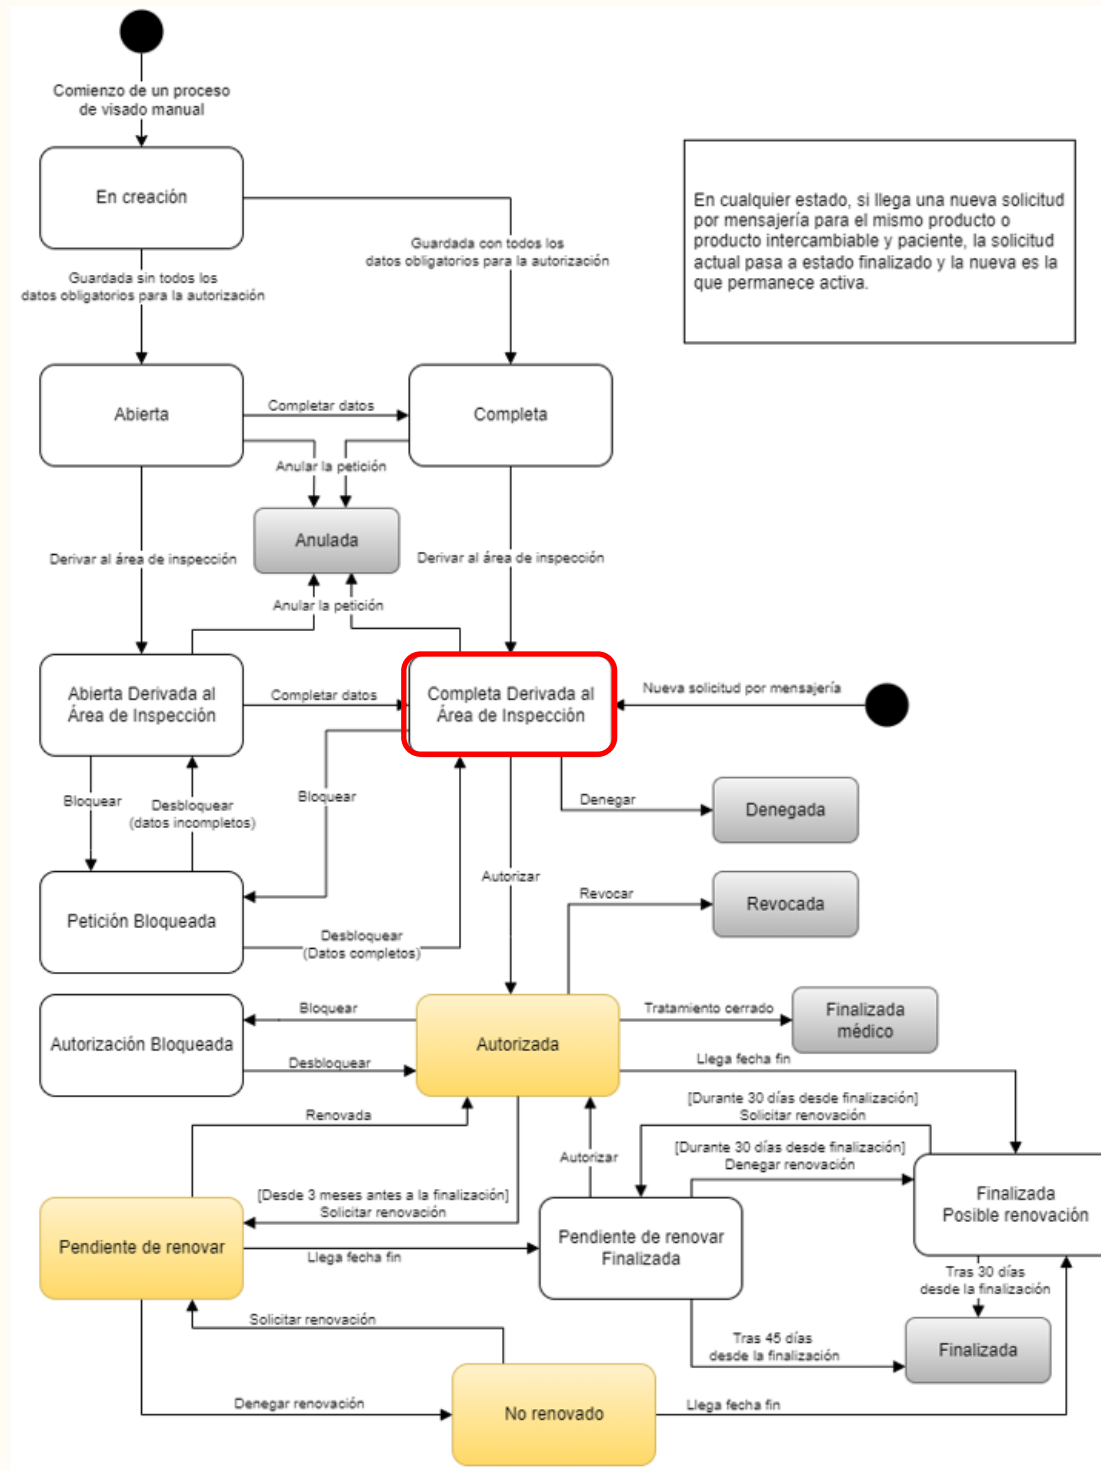 Comienzo de un proceso
de visado manual
En creación
En cualquier estado, si llega una nueva solicitud
por mensajería para el mismo producto o
producto intercambiable y paciente, la solicitud
actual pasa a estado finalizado y la nueva es la
que permanece activa.
Guardada con todos los
datos obligatorios para la autorización
Guardada sin todos los
datos obligatorios para la autorización
Abierta
Completar datos
Completa
Anular la petición
Anulada
Derivar al área de inspección
Derivar al área de inspección
Anular la petición
Abierta Derivada al
Área de Inspección
Completar datos
Completa Derivada al
Área de Inspección
Nueva solicitud por mensajería
Bloquear
Desbloquear
(datos incompletos)
Bloquear
Denegar
Denegada
Autorizar
Revocar
Revocada
Petición Bloqueada
Desbloquear
(Datos completos)
Autorización Bloqueada
Bloquear
Desbloquear
Autorizada
Tratamiento cerrado
Finalizada
médico
Llega fecha fin
Renovada
[Durante 30 días desde finalización]
Solicitar renovación
[Durante 30 días desde finalización]
Denegar renovación
Autorizar
[Desde 3 meses antes a la finalización]
Solicitar renovación
Pendiente de renovar
Llega fecha fin
Pendiente de renovar
Finalizada
Finalizada
Posible renovación
Tras 30 días
desde la finalización
Solicitar renovación
Tras 45 días
desde la finalización
Finalizada
Denegar renovación
No renovado
Llega fecha fin